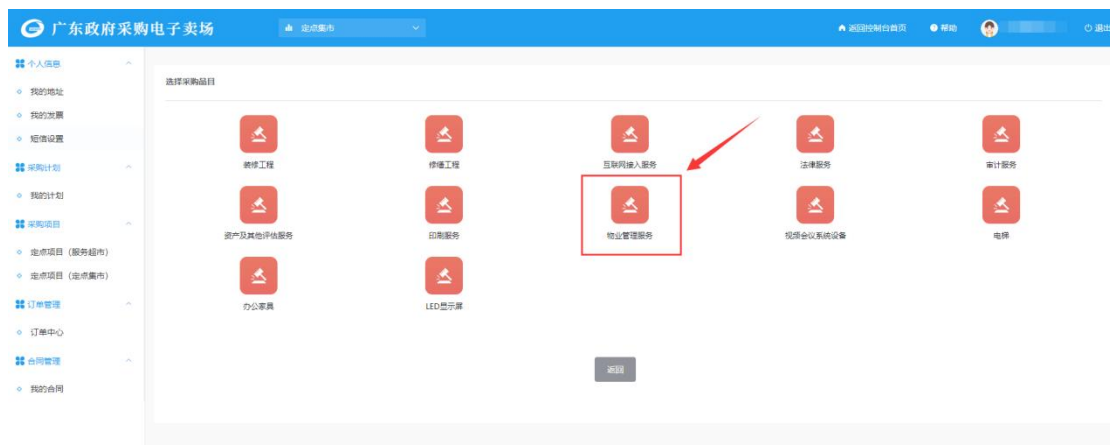 广东政府采购电子卖场
定点集市
返回控制台首页
帮助
退出
个人信息
我的地址
我的发票
短信设置
采购计划
我的计划
采购项目
定点项目（服务超市）
定点项目（定点集市）
订单管理
订单中心
合同管理
我的合同
选择采购品目
装修工程
修缮工程
互联网接入服务
法律服务
审计服务
资产及其他评估服务
印刷服务
物业管理服务
视频会议系统设备
电梯
办公家具
LED显示屏
返回